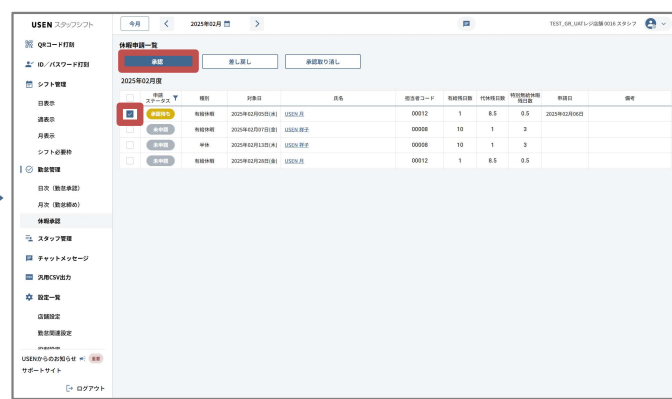 USEN スタッフシフト
今月 2025年02月
TEST_GR_UATレジ店舗0016 スタシフ
QRコード打刻
ID／パスワード打刻
シフト管理
日表示
週表示
月表示
シフト必要枠
勤怠管理
日次（勤怠承認）
月次（勤怠締め）
休暇承認
スタッフ管理
チャットメッセージ
汎用CSV出力
設定一覧
店舗設定
勤怠関連設定
USENからのお知らせ 重要
サポートサイト
ログアウト
休暇申請一覧
承認 差し戻し 承認取り消し
2025年02月度
申請ステータス 種別 対象日 氏名 担当者コード 有給残日数 代休残日数 特別無給休暇残日数 申請日 備考
承認待ち 有給休暇 2025年02月05日(水) USEN 月 00012 1 8.5 0.5 2025年02月06日
未申請 有給休暇 2025年02月07日(金) USEN 祥子 00008 10 1 3
未申請 半休 2025年02月13日(木) USEN 祥子 00008 10 1 3
未申請 有給休暇 2025年02月28日(金) USEN 月 00012 1 8.5 0.5